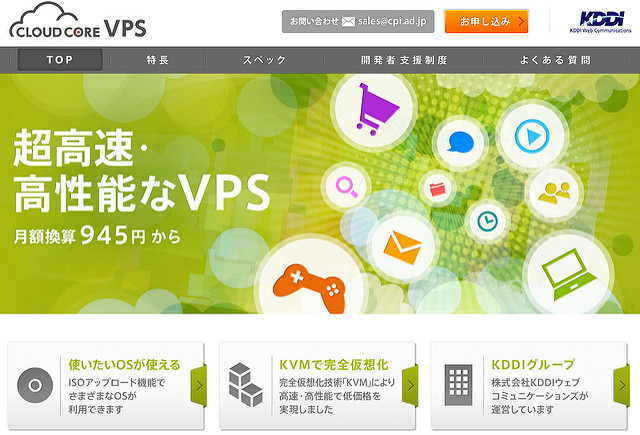 CLOUD CORE VPS
お問い合わせ sales@cpi.ad.jp
お申し込み
KDDI
KDDI Web Communications
TOP
特長
スペック
開発者支援制度
よくある質問
超高速・
高性能なVPS
月額換算945円から
使いたいOSが使える
ISOアップロード機能で
さまざまなOSが
利用できます
KVMで完全仮想化
完全仮想化技術「KVM」により
高速・高性能で低価格を
実現しました
KDDIグループ
株式会社KDDIウェブ
コミュニケーションズが
運営しています